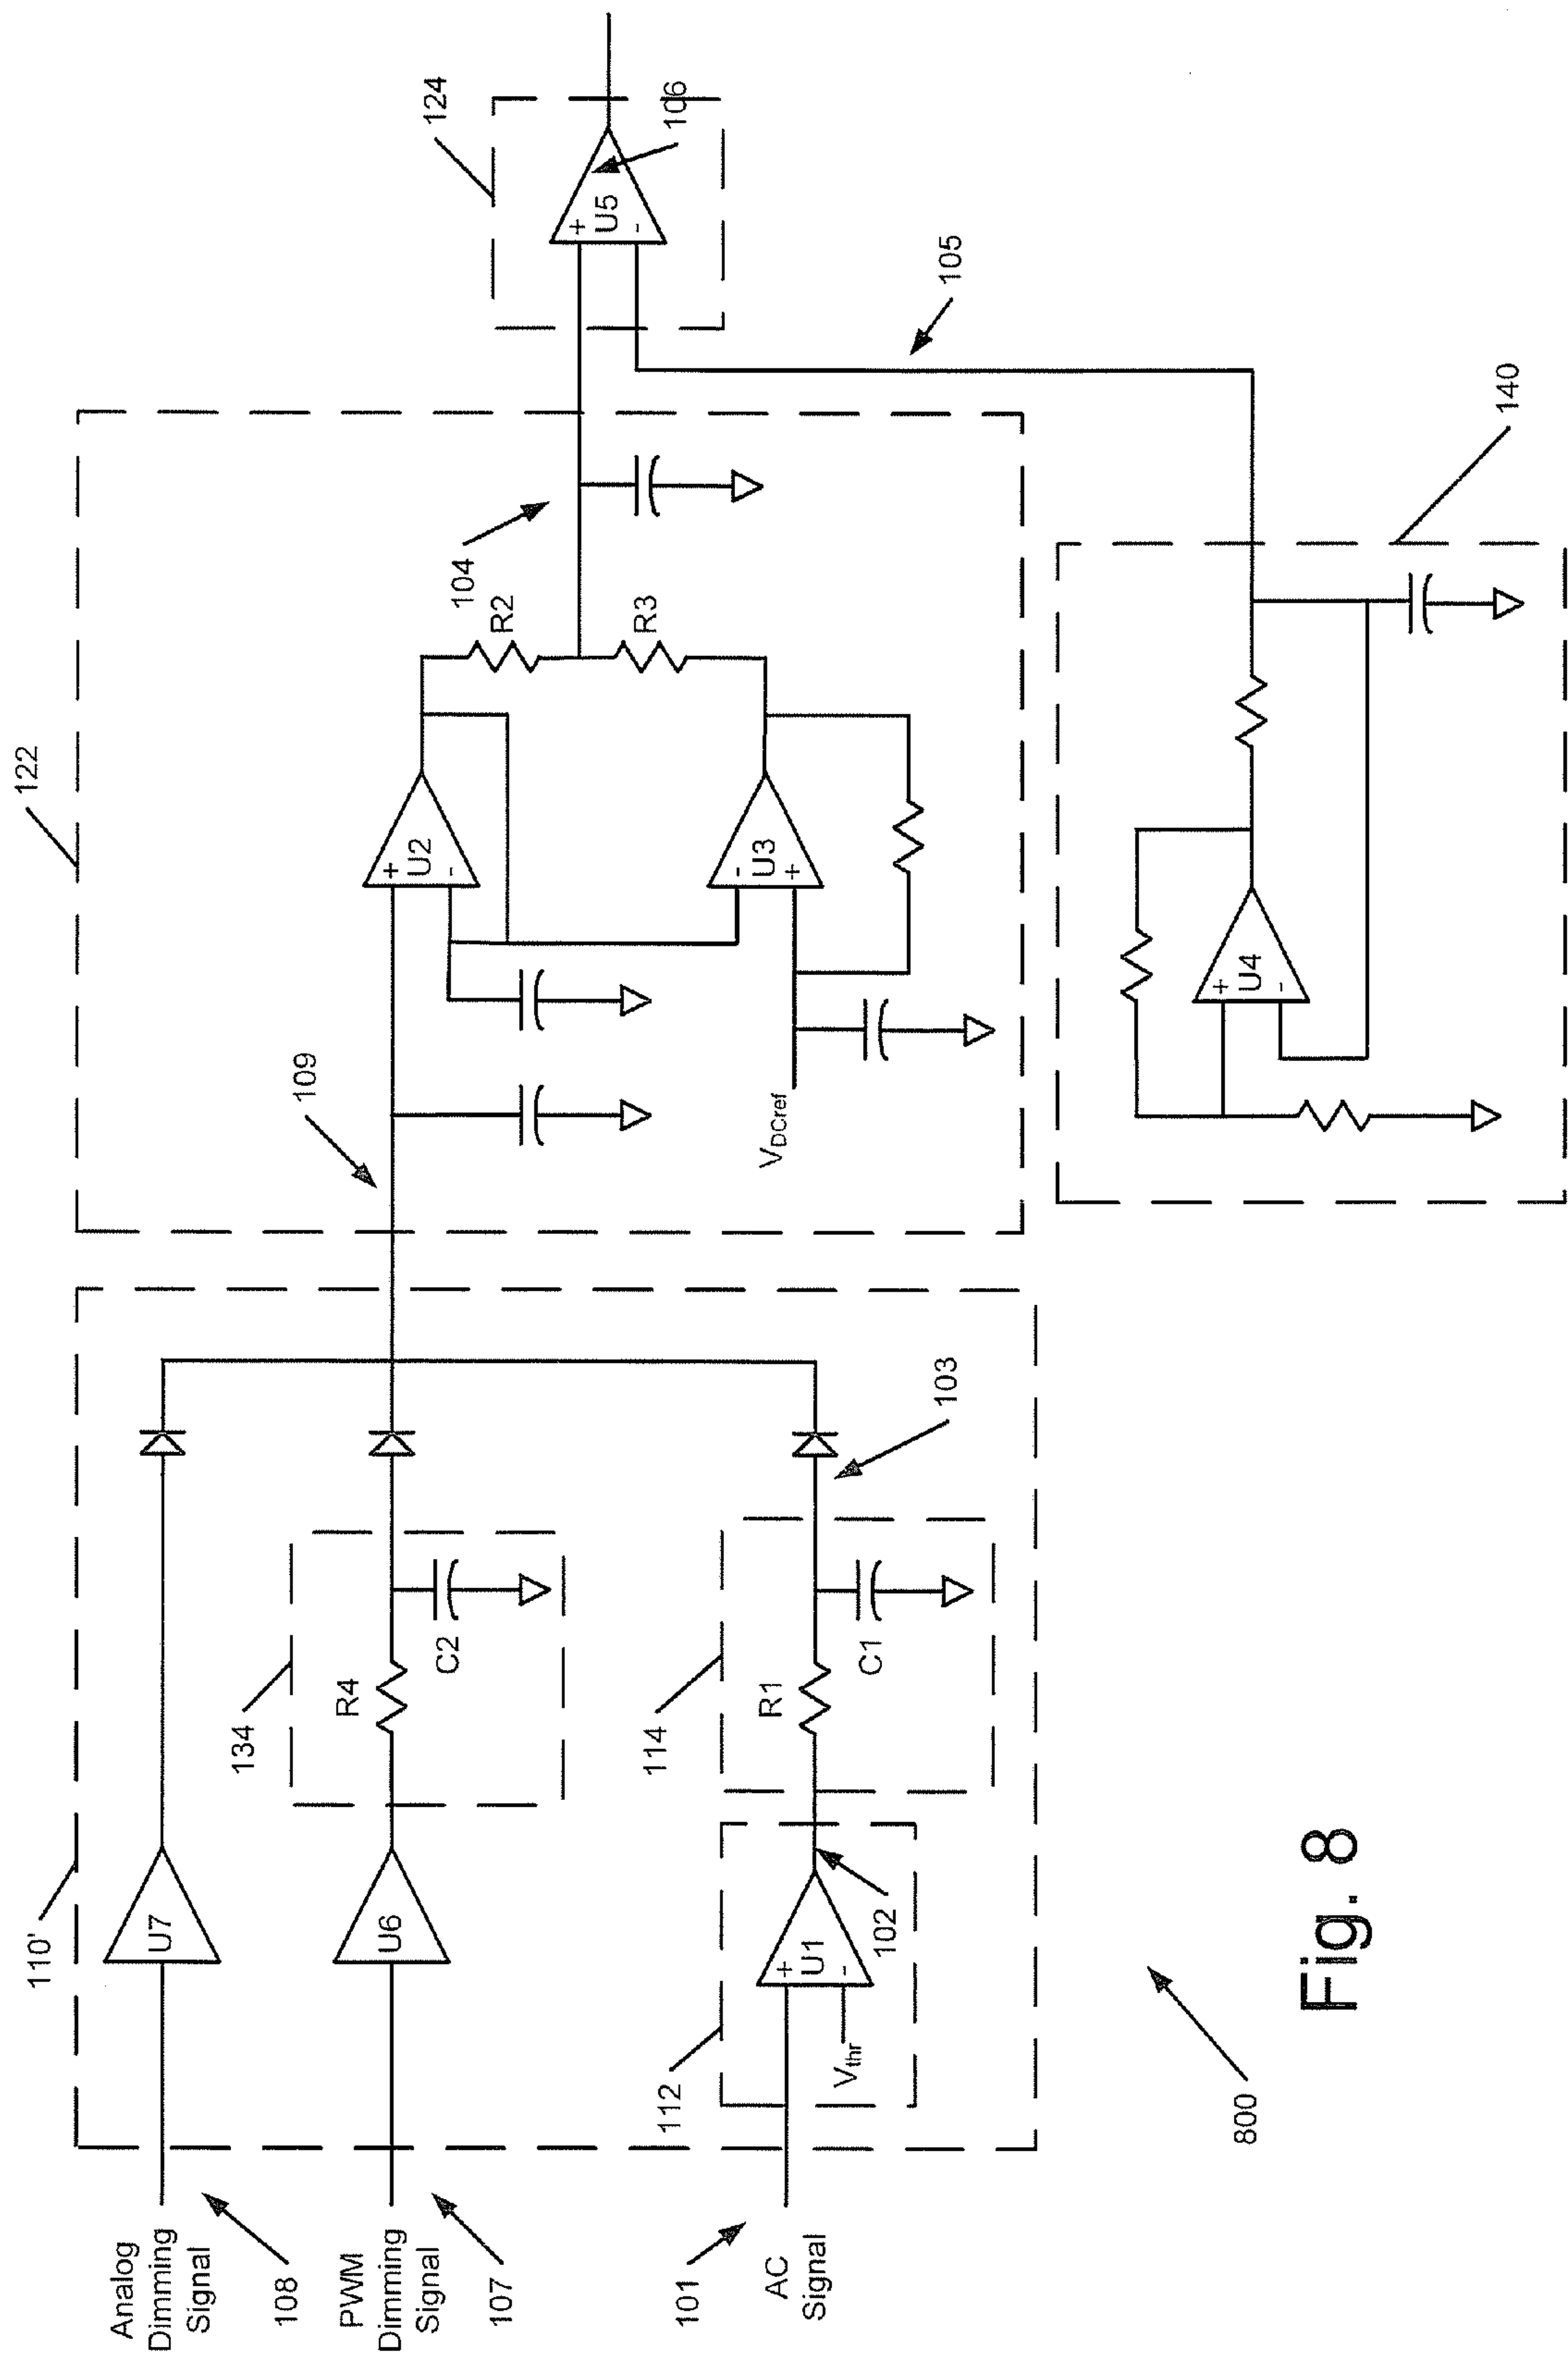 110'
U7
Analog
Dimming
Signal
108
134
R4
C2
U6
PWM
Dimming
Signal
107
114
R1
C1
103
112
+
U1
-
Vthr
102
101
AC
Signal
122
109
+
U2
-
R2
104
R3
-
U3
+
VDCref
124
+
U5
-
106
105
140
+
U4
-
800
Fig. 8